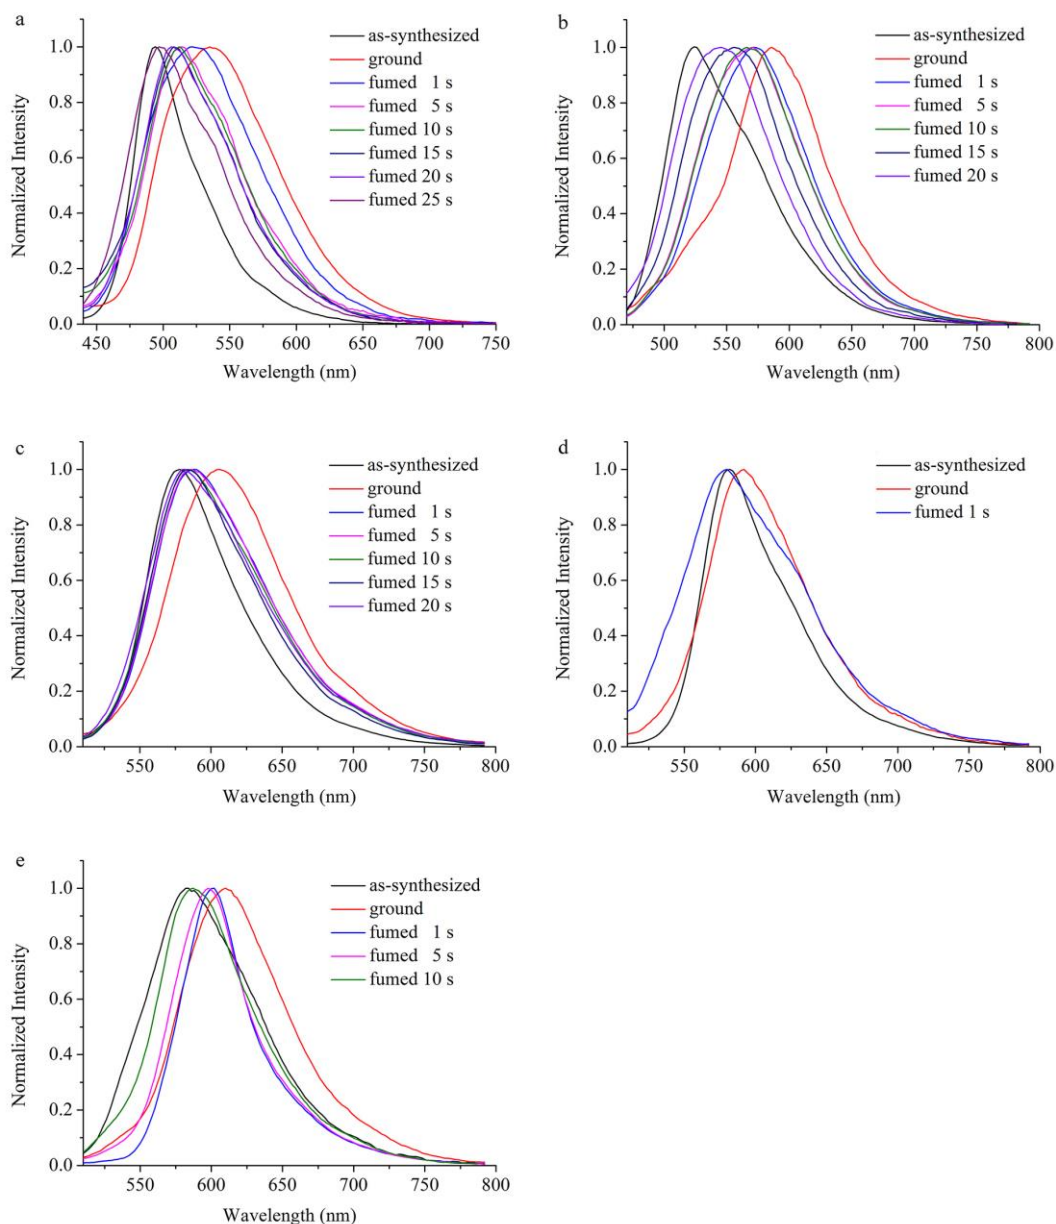 a
as-synthesized
ground
fumed 1 s
fumed 5 s
fumed 10 s
fumed 15 s
fumed 20 s
fumed 25 s
1.0
0.8
0.6
0.4
0.2
0.0
450 500 550 600 650 700 750
Normalized Intensity
Wavelength (nm)
b
as-synthesized
ground
fumed 1 s
fumed 5 s
fumed 10 s
fumed 15 s
fumed 20 s
1.0
0.8
0.6
0.4
0.2
0.0
500 550 600 650 700 750 800
Normalized Intensity
Wavelength (nm)
c
as-synthesized
ground
fumed 1 s
fumed 5 s
fumed 10 s
fumed 15 s
fumed 20 s
1.0
0.8
0.6
0.4
0.2
0.0
550 600 650 700 750 800
Normalized Intensity
Wavelength (nm)
d
as-synthesized
ground
fumed 1 s
1.0
0.8
0.6
0.4
0.2
0.0
550 600 650 700 750 800
Normalized Intensity
Wavelength (nm)
e
as-synthesized
ground
fumed 1 s
fumed 5 s
fumed 10 s
1.0
0.8
0.6
0.4
0.2
0.0
550 600 650 700 750 800
Normalized Intensity
Wavelength (nm)